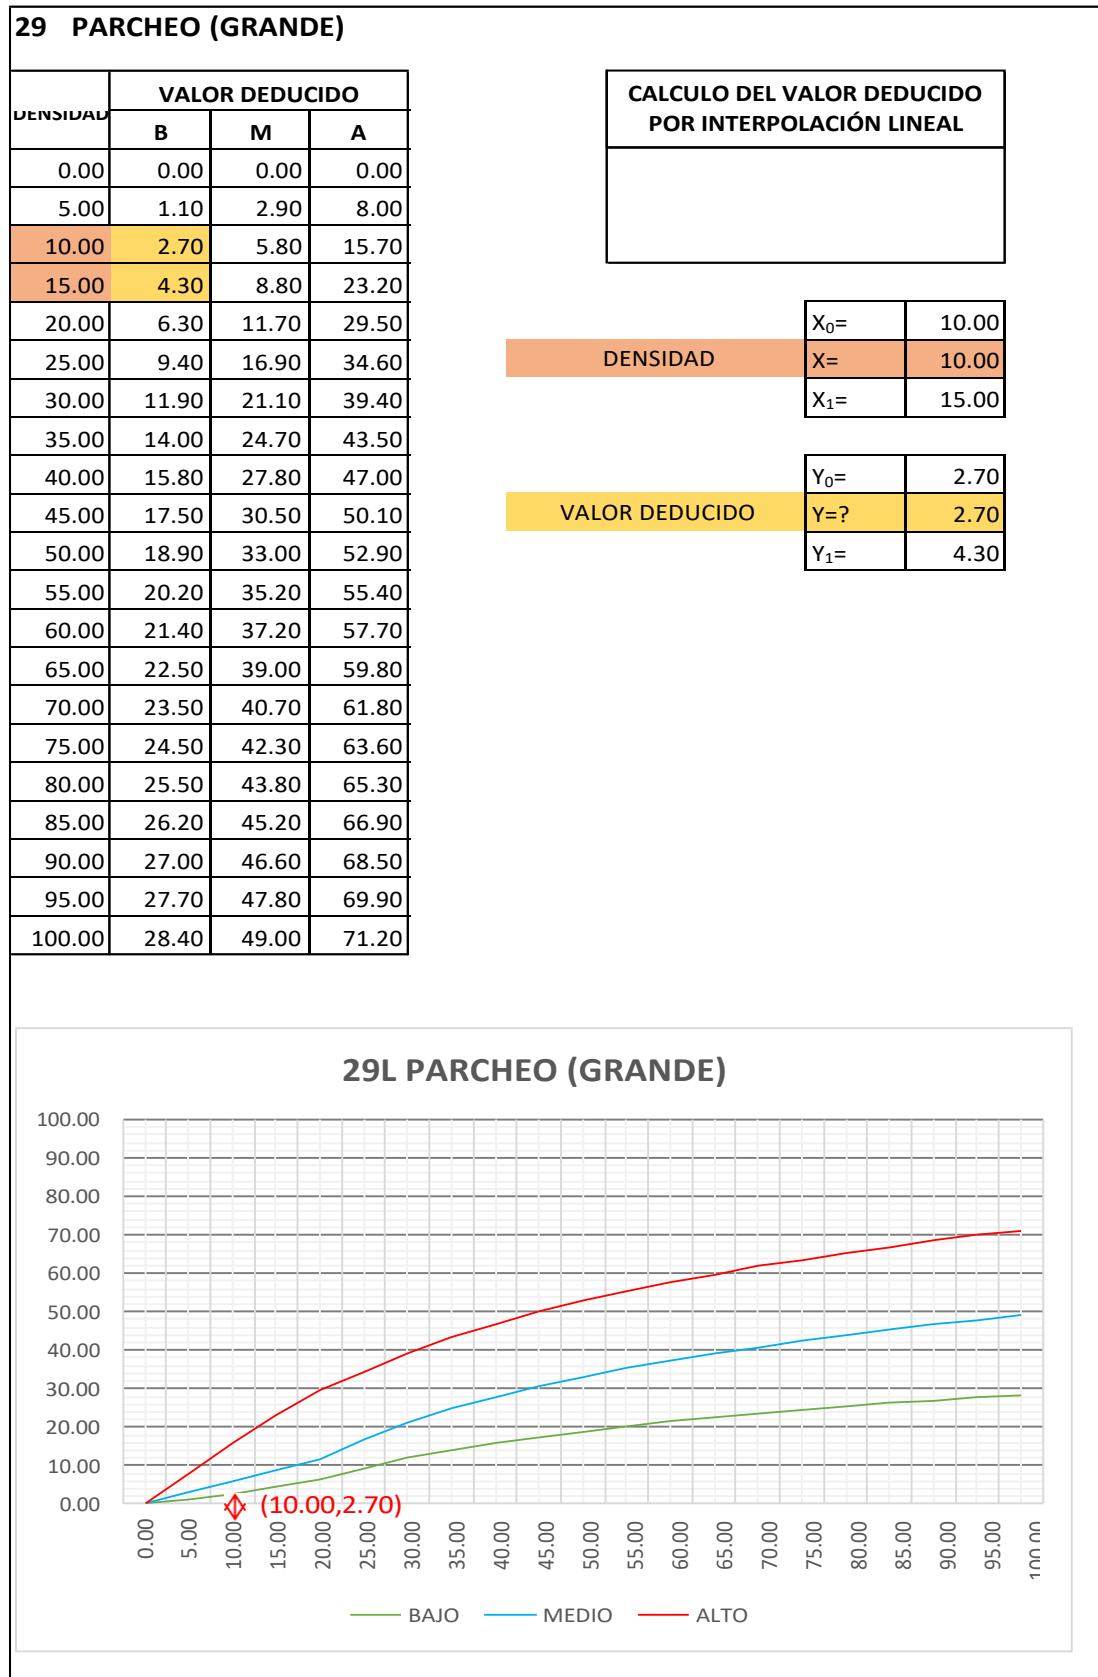 29 PARCHEO (GRANDE)
DENSIDAD VALOR DEDUCIDO
B M A
0.00 0.00 0.00 0.00
5.00 1.10 2.90 8.00
10.00 2.70 5.80 15.70
15.00 4.30 8.80 23.20
20.00 6.30 11.70 29.50
25.00 9.40 16.90 34.60
30.00 11.90 21.10 39.40
35.00 14.00 24.70 43.50
40.00 15.80 27.80 47.00
45.00 17.50 30.50 50.10
50.00 18.90 33.00 52.90
55.00 20.20 35.20 55.40
60.00 21.40 37.20 57.70
65.00 22.50 39.00 59.80
70.00 23.50 40.70 61.80
75.00 24.50 42.30 63.60
80.00 25.50 43.80 65.30
85.00 26.20 45.20 66.90
90.00 27.00 46.60 68.50
95.00 27.70 47.80 69.90
100.00 28.40 49.00 71.20
CALCULO DEL VALOR DEDUCIDO
POR INTERPOLACIÓN LINEAL
X₀= 10.00
DENSIDAD X= 10.00
X₁= 15.00
Y₀= 2.70
VALOR DEDUCIDO Y=? 2.70
Y₁= 4.30
29L PARCHEO (GRANDE)
100.00
90.00
80.00
70.00
60.00
50.00
40.00
30.00
20.00
10.00
0.00
(10.00,2.70)
0.00 5.00 10.00 15.00 20.00 25.00 30.00 35.00 40.00 45.00 50.00 55.00 60.00 65.00 70.00 75.00 80.00 85.00 90.00 95.00 100.00
BAJO MEDIO ALTO